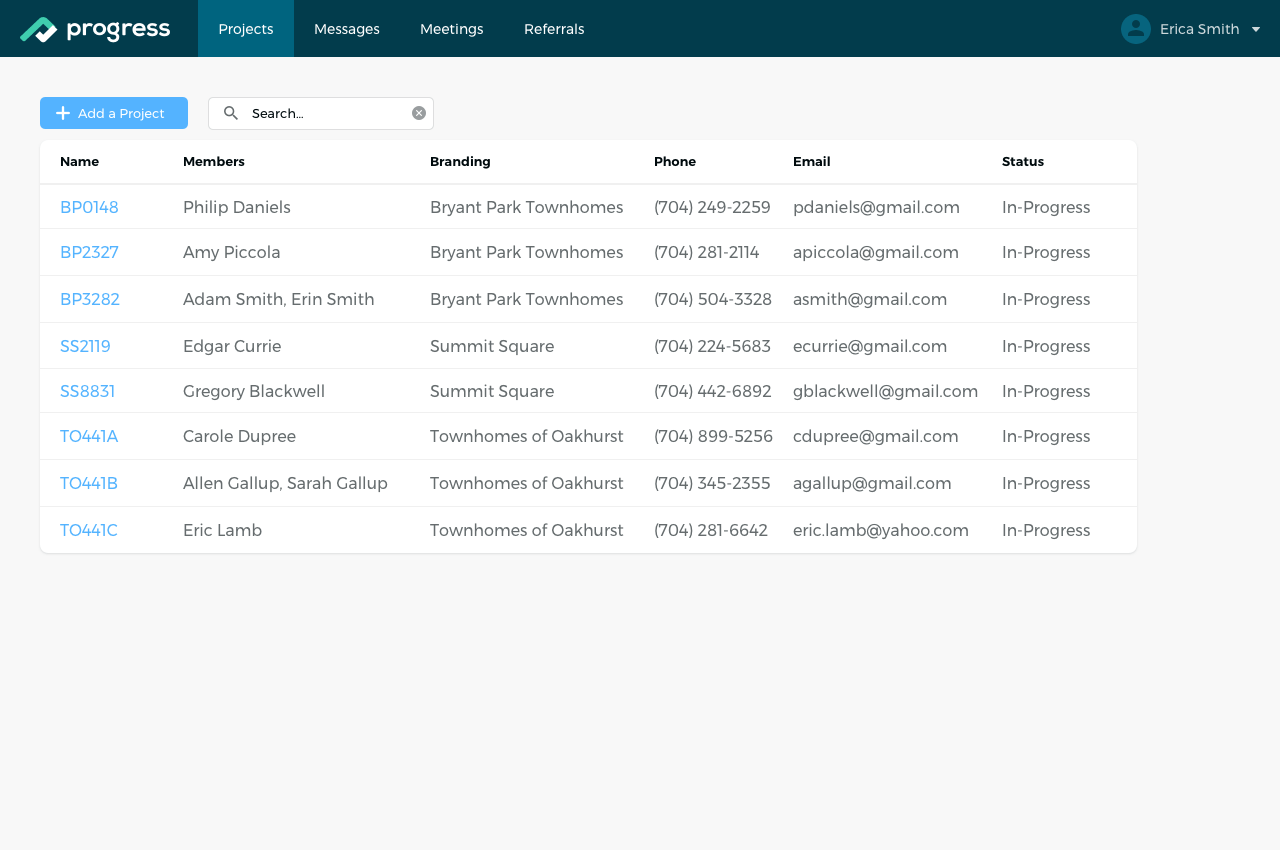 progress Projects Messages Meetings Referrals Erica Smith
Add a Project Search...
Name Members Branding Phone Email Status
BP0148 Philip Daniels Bryant Park Townhomes (704) 249-2259 pdaniels@gmail.com In-Progress
BP2327 Amy Piccola Bryant Park Townhomes (704) 281-2114 apiccola@gmail.com In-Progress
BP3282 Adam Smith, Erin Smith Bryant Park Townhomes (704) 504-3328 asmith@gmail.com In-Progress
SS2119 Edgar Currie Summit Square (704) 224-5683 ecurrie@gmail.com In-Progress
SS8831 Gregory Blackwell Summit Square (704) 442-6892 gblackwell@gmail.com In-Progress
TO441A Carole Dupree Townhomes of Oakhurst (704) 899-5256 cdupree@gmail.com In-Progress
TO441B Allen Gallup, Sarah Gallup Townhomes of Oakhurst (704) 345-2355 agallup@gmail.com In-Progress
TO441C Eric Lamb Townhomes of Oakhurst (704) 281-6642 eric.lamb@yahoo.com In-Progress